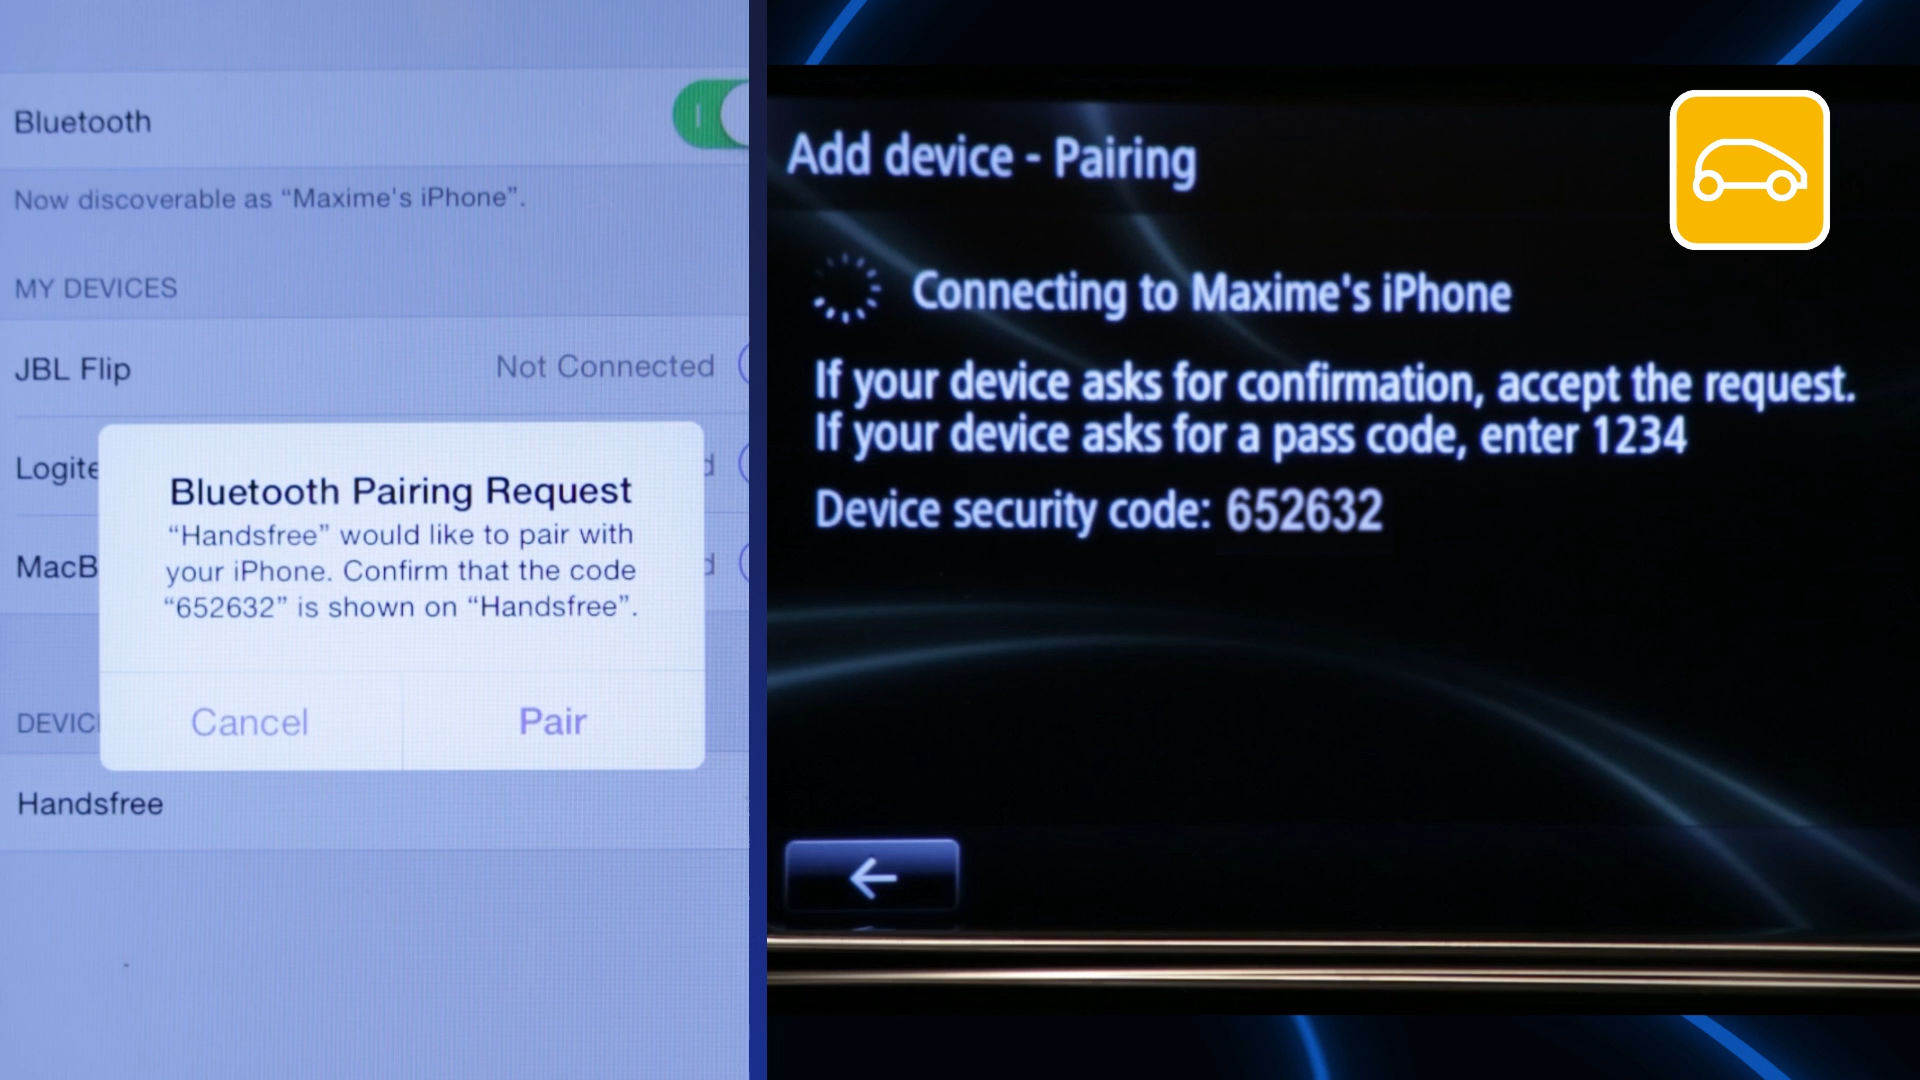 Bluetooth
Now discoverable as “Maxime's iPhone”.
MY DEVICES
JBL Flip Not Connected
Logite
MacB
Bluetooth Pairing Request
“Handsfree” would like to pair with
your iPhone. Confirm that the code
“652632” is shown on “Handsfree”.
Cancel Pair
DEVIC
Handsfree
Add device - Pairing
Connecting to Maxime's iPhone
If your device asks for confirmation, accept the request.
If your device asks for a pass code, enter 1234
Device security code: 652632